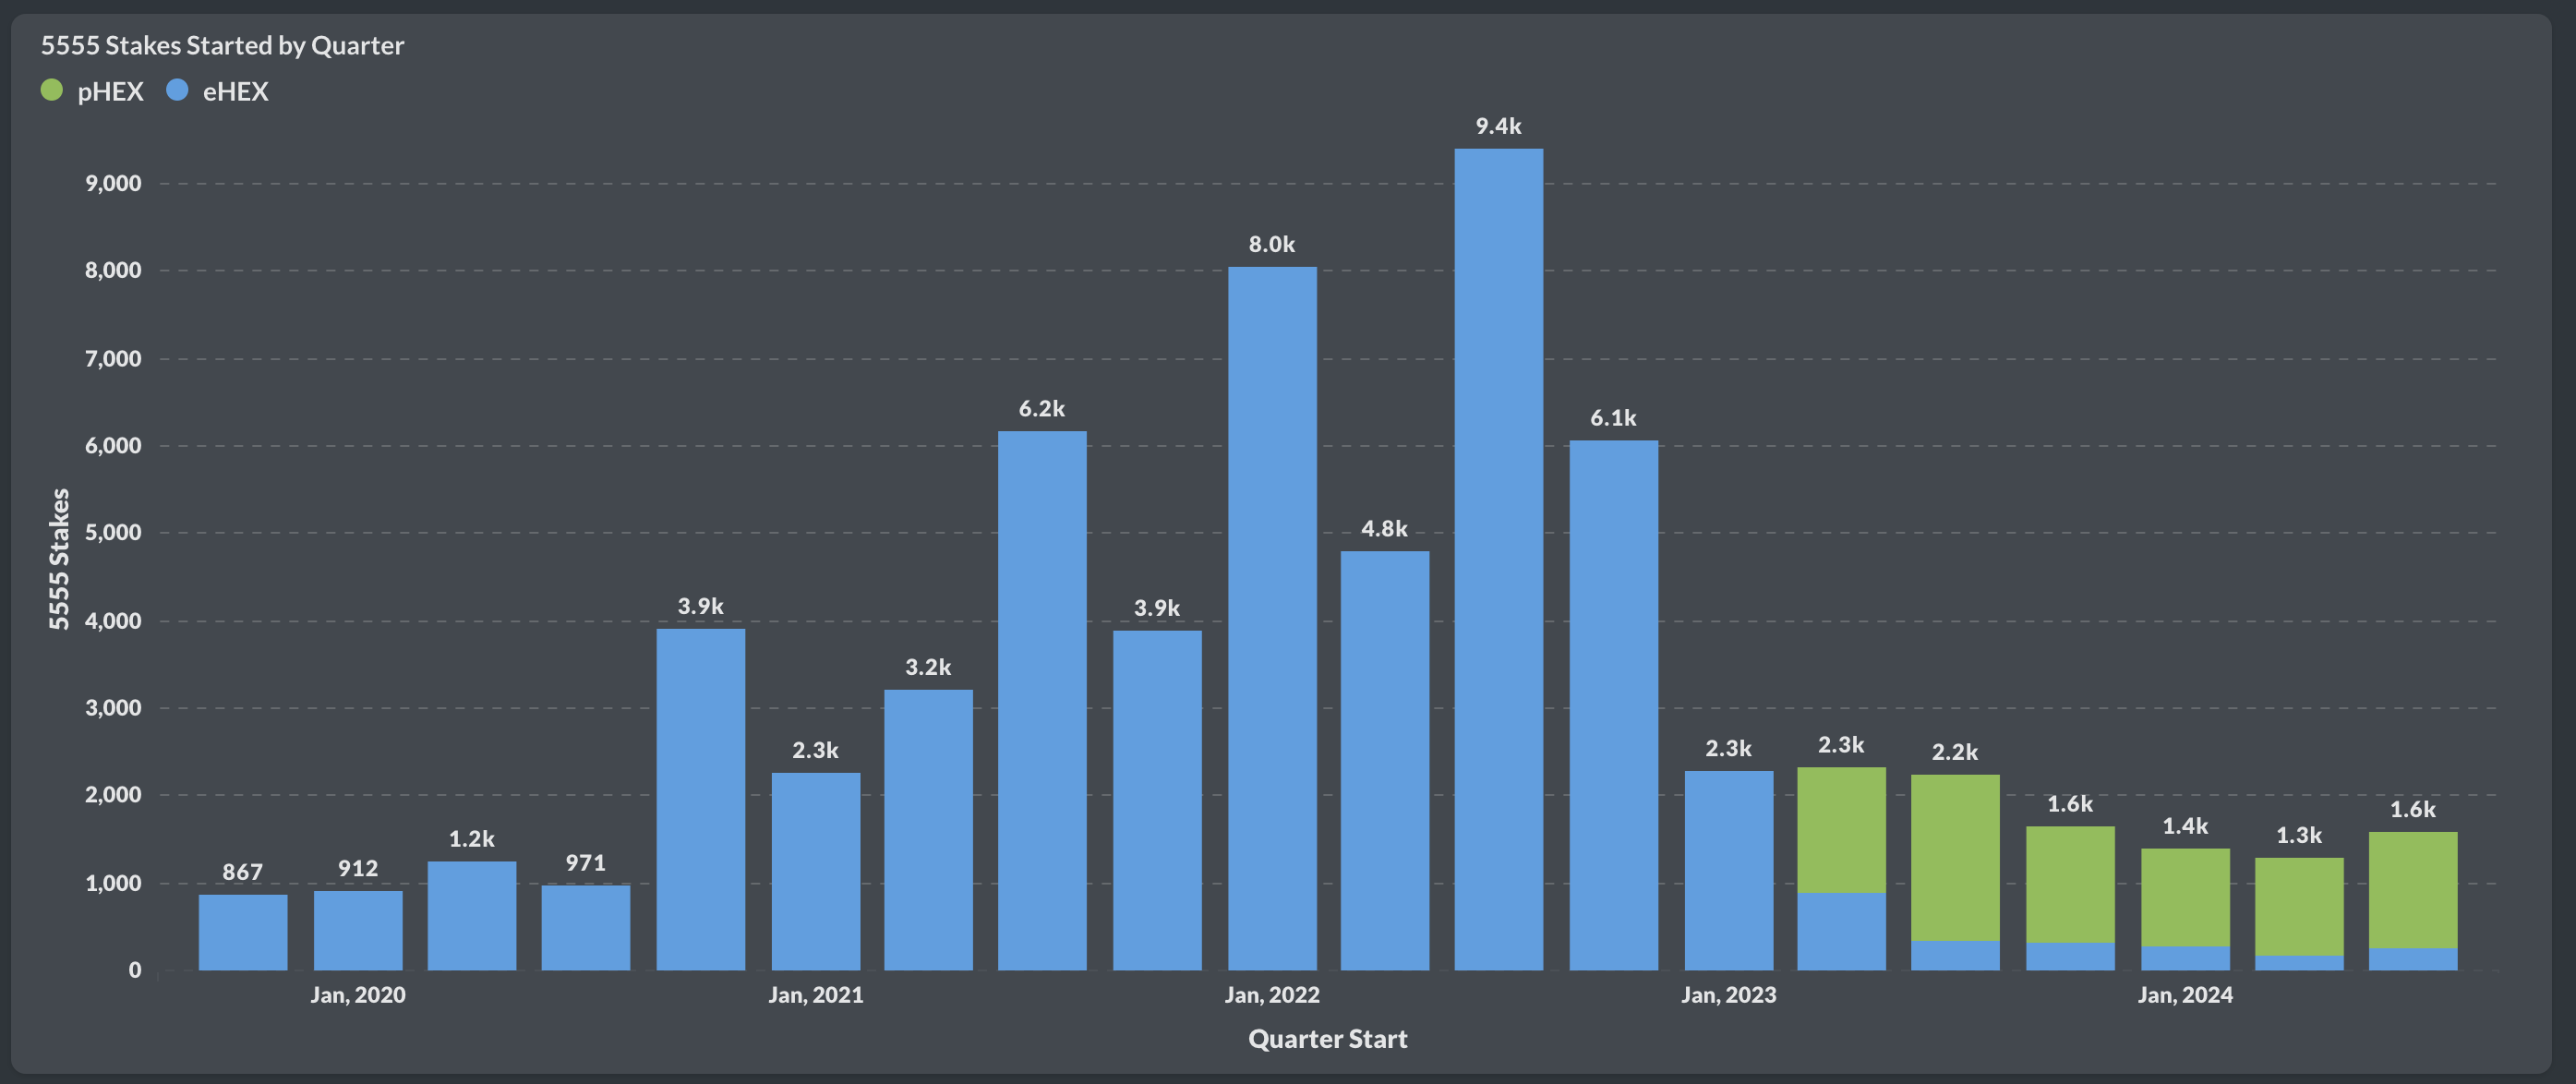 5555 Stakes Started by Quarter
pHEX eHEX
9.4k
9,000
8.0k
8,000
7,000
6.2k
6.1k
6,000
4.8k
5,000
5555 Stakes
3.9k
3.9k
4,000
3.2k
3,000
2.3k
2.3k
2.3k
2.2k
2,000
1.6k
1.6k
1.4k
1.3k
1.2k
867
912
971
1,000
0
Jan, 2020 Jan, 2021 Jan, 2022 Jan, 2023 Jan, 2024
Quarter Start